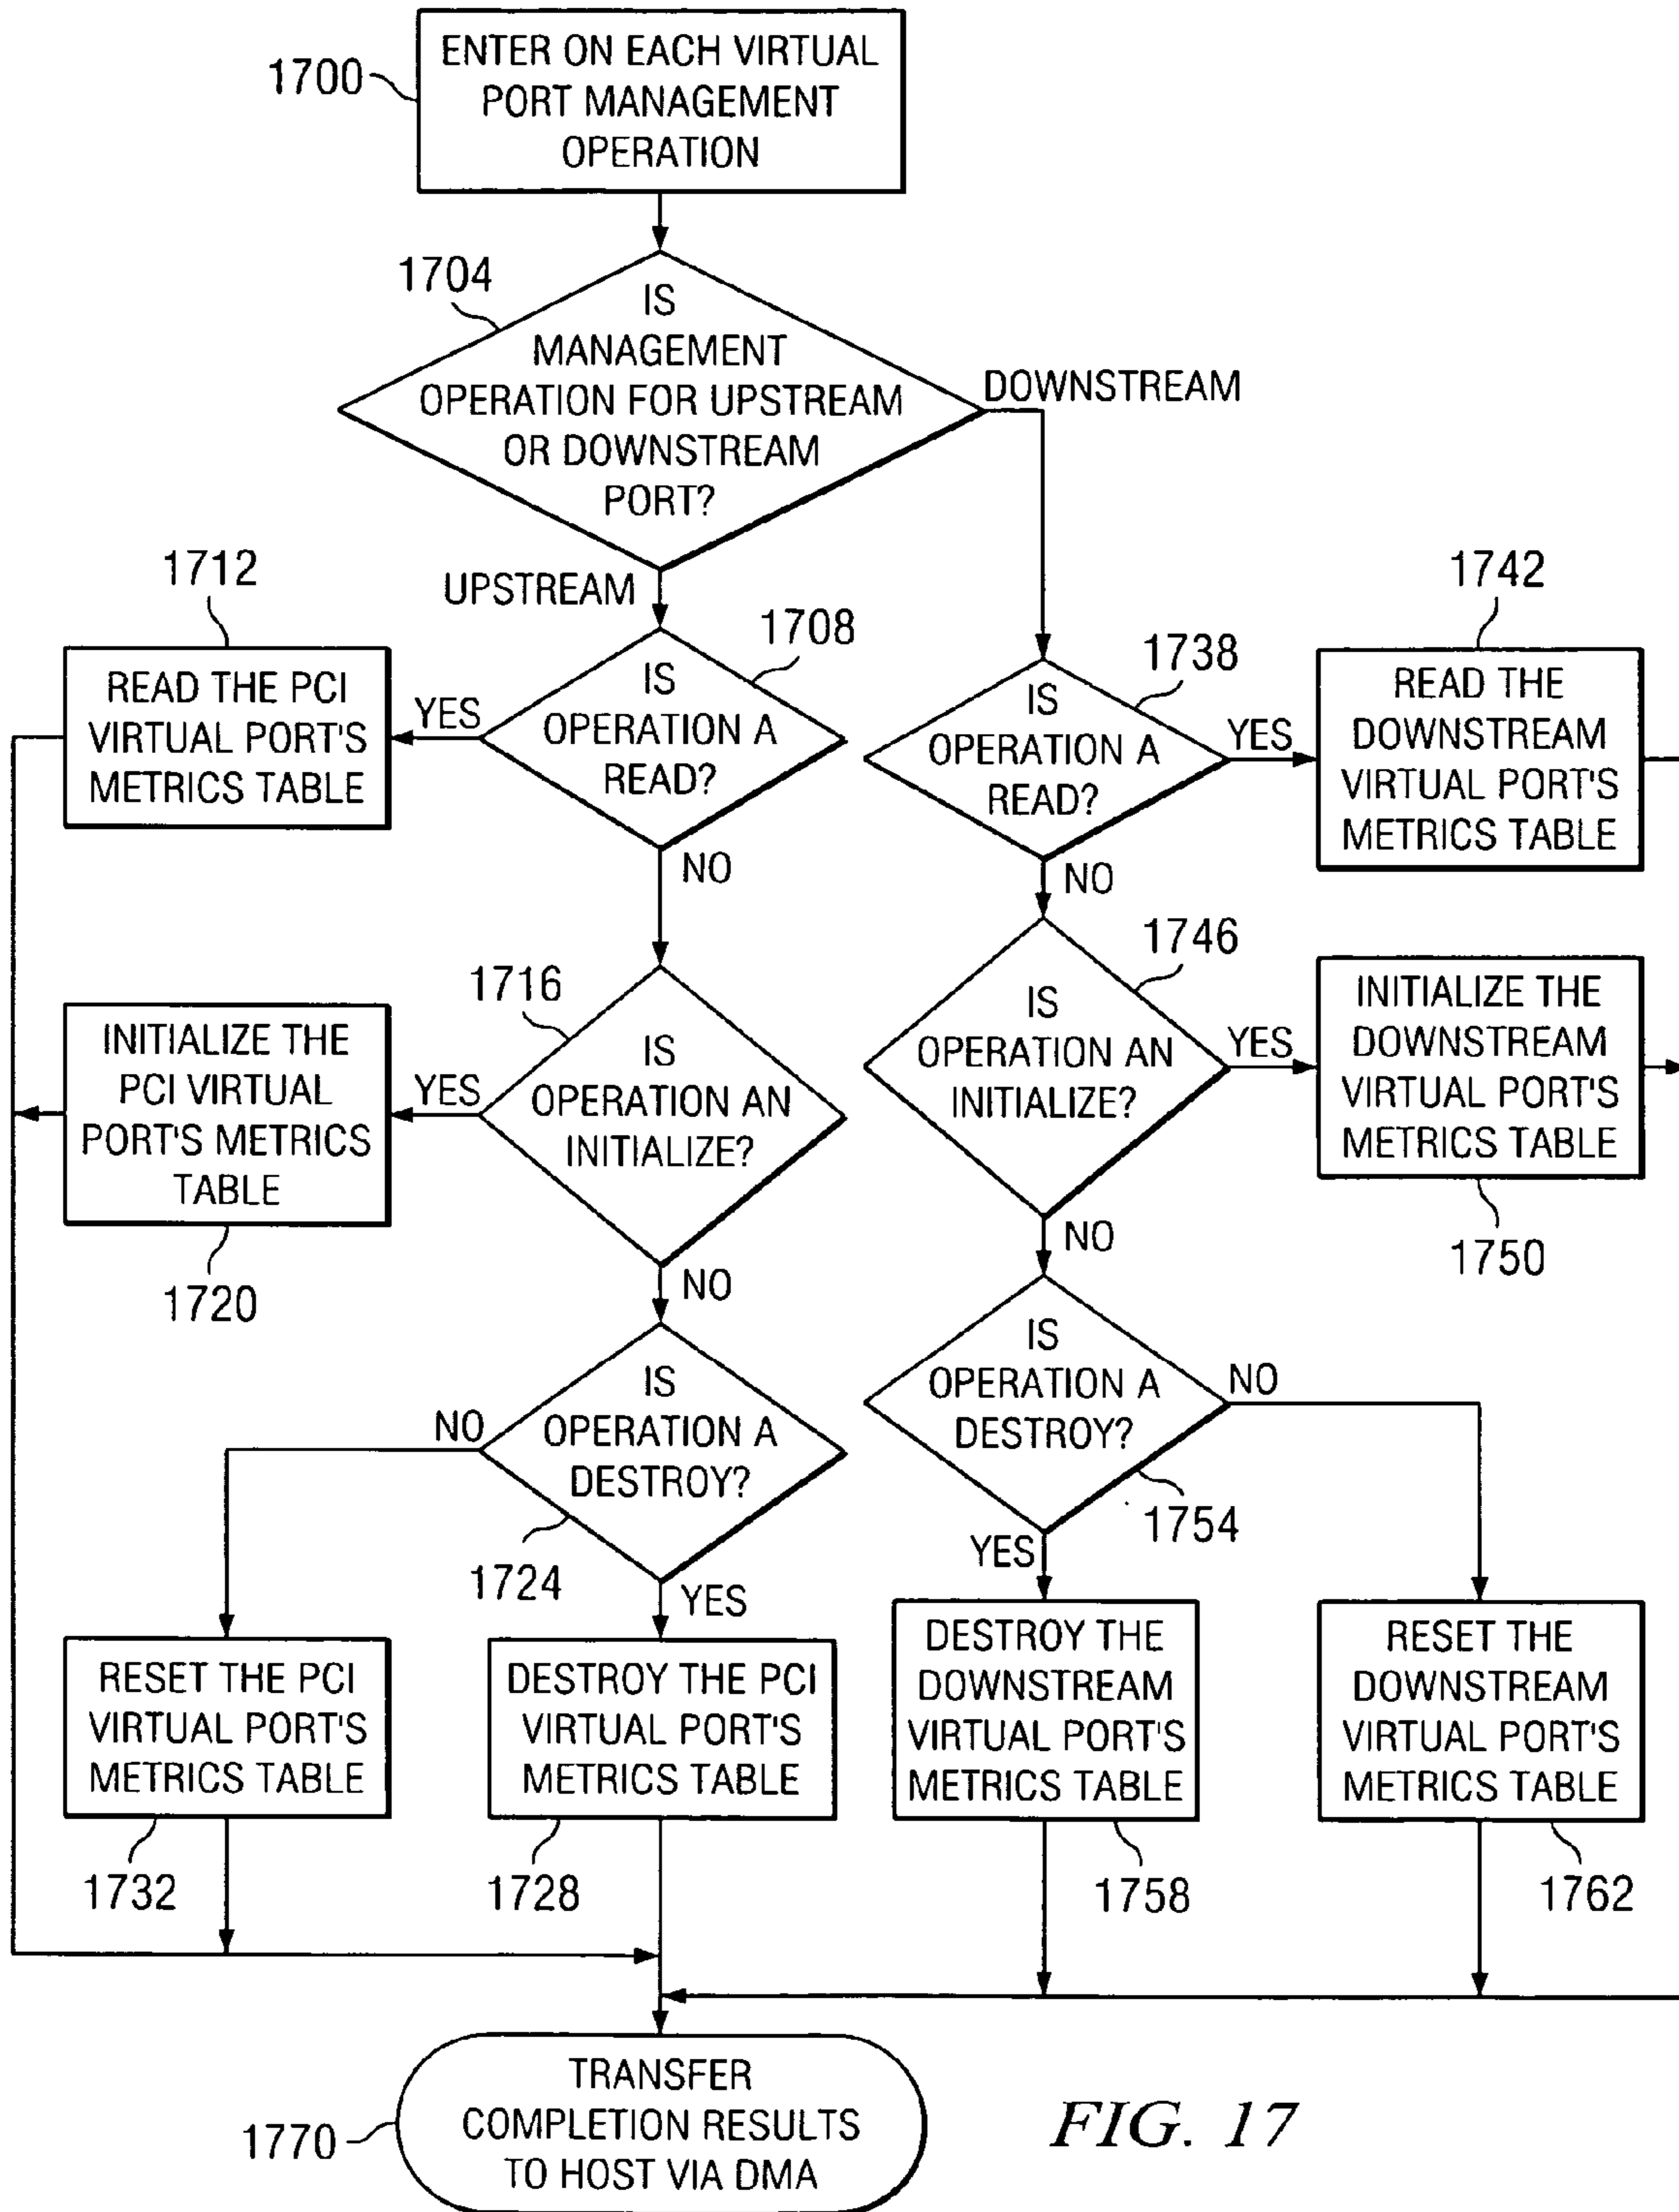 1700
ENTER ON EACH VIRTUAL
PORT MANAGEMENT
OPERATION
1704
IS
MANAGEMENT
OPERATION FOR UPSTREAM
OR DOWNSTREAM
PORT?
DOWNSTREAM
UPSTREAM
1712
READ THE PCI
VIRTUAL PORT'S
METRICS TABLE
YES
1708
IS
OPERATION A
READ?
NO
1738
IS
OPERATION A
READ?
YES
NO
1742
READ THE
DOWNSTREAM
VIRTUAL PORT'S
METRICS TABLE
1716
IS
OPERATION AN
INITIALIZE?
YES
NO
INITIALIZE THE
PCI VIRTUAL
PORT'S METRICS
TABLE
1720
1746
IS
OPERATION AN
INITIALIZE?
YES
NO
INITIALIZE THE
DOWNSTREAM
VIRTUAL PORT'S
METRICS TABLE
1750
IS
OPERATION A
DESTROY?
NO
1724
YES
IS
OPERATION A
DESTROY?
NO
1754
YES
RESET THE PCI
VIRTUAL PORT'S
METRICS TABLE
1732
DESTROY THE PCI
VIRTUAL PORT'S
METRICS TABLE
1728
DESTROY THE
DOWNSTREAM
VIRTUAL PORT'S
METRICS TABLE
1758
RESET THE
DOWNSTREAM
VIRTUAL PORT'S
METRICS TABLE
1762
1770
TRANSFER
COMPLETION RESULTS
TO HOST VIA DMA
FIG. 17